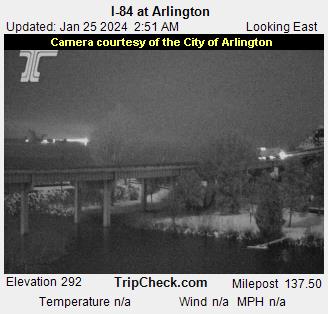 I-84 at Arlington
Updated: Jan 25 2024 2:51 AM Looking East
Camera courtesy of the City of Arlington
Elevation 292 TripCheck.com Milepost 137.50
Temperature n/a Wind n/a MPH n/a